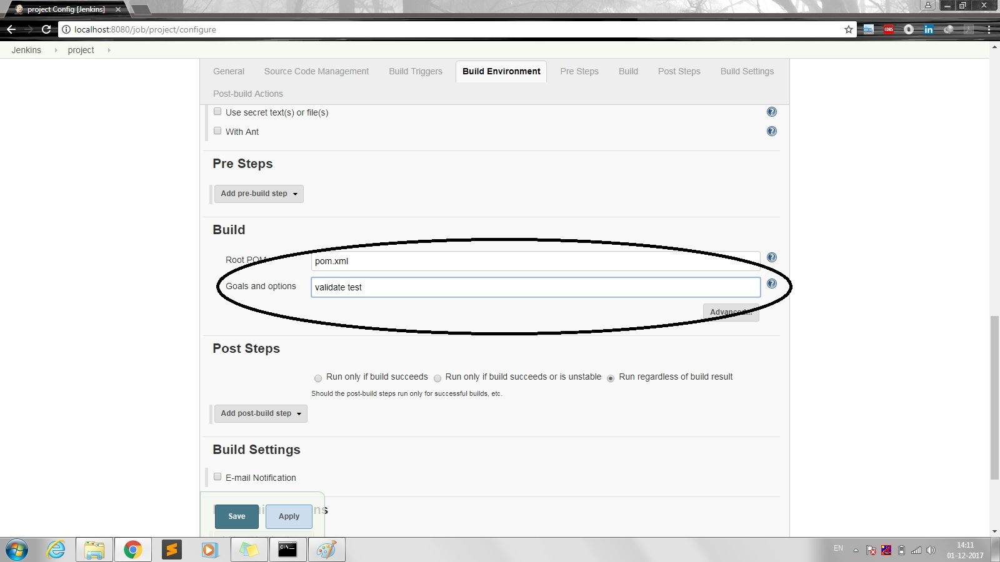 project Config [Jenkins]
localhost:8080/job/project/configure
CORS
in
Jenkins project
General Source Code Management Build Triggers Build Environment Pre Steps Build Post Steps Build Settings
Post-build Actions
Use secret text(s) or file(s)
With Ant
Pre Steps
Add pre-build step
Build
Root POM
pom.xml
Goals and options
validate test
Advanced...
Post Steps
Run only if build succeeds Run only if build succeeds or is unstable Run regardless of build result
Should the post-build steps run only for successful builds, etc.
Add post-build step
Build Settings
E-mail Notification
Save Apply
EN
14:11
01-12-2017